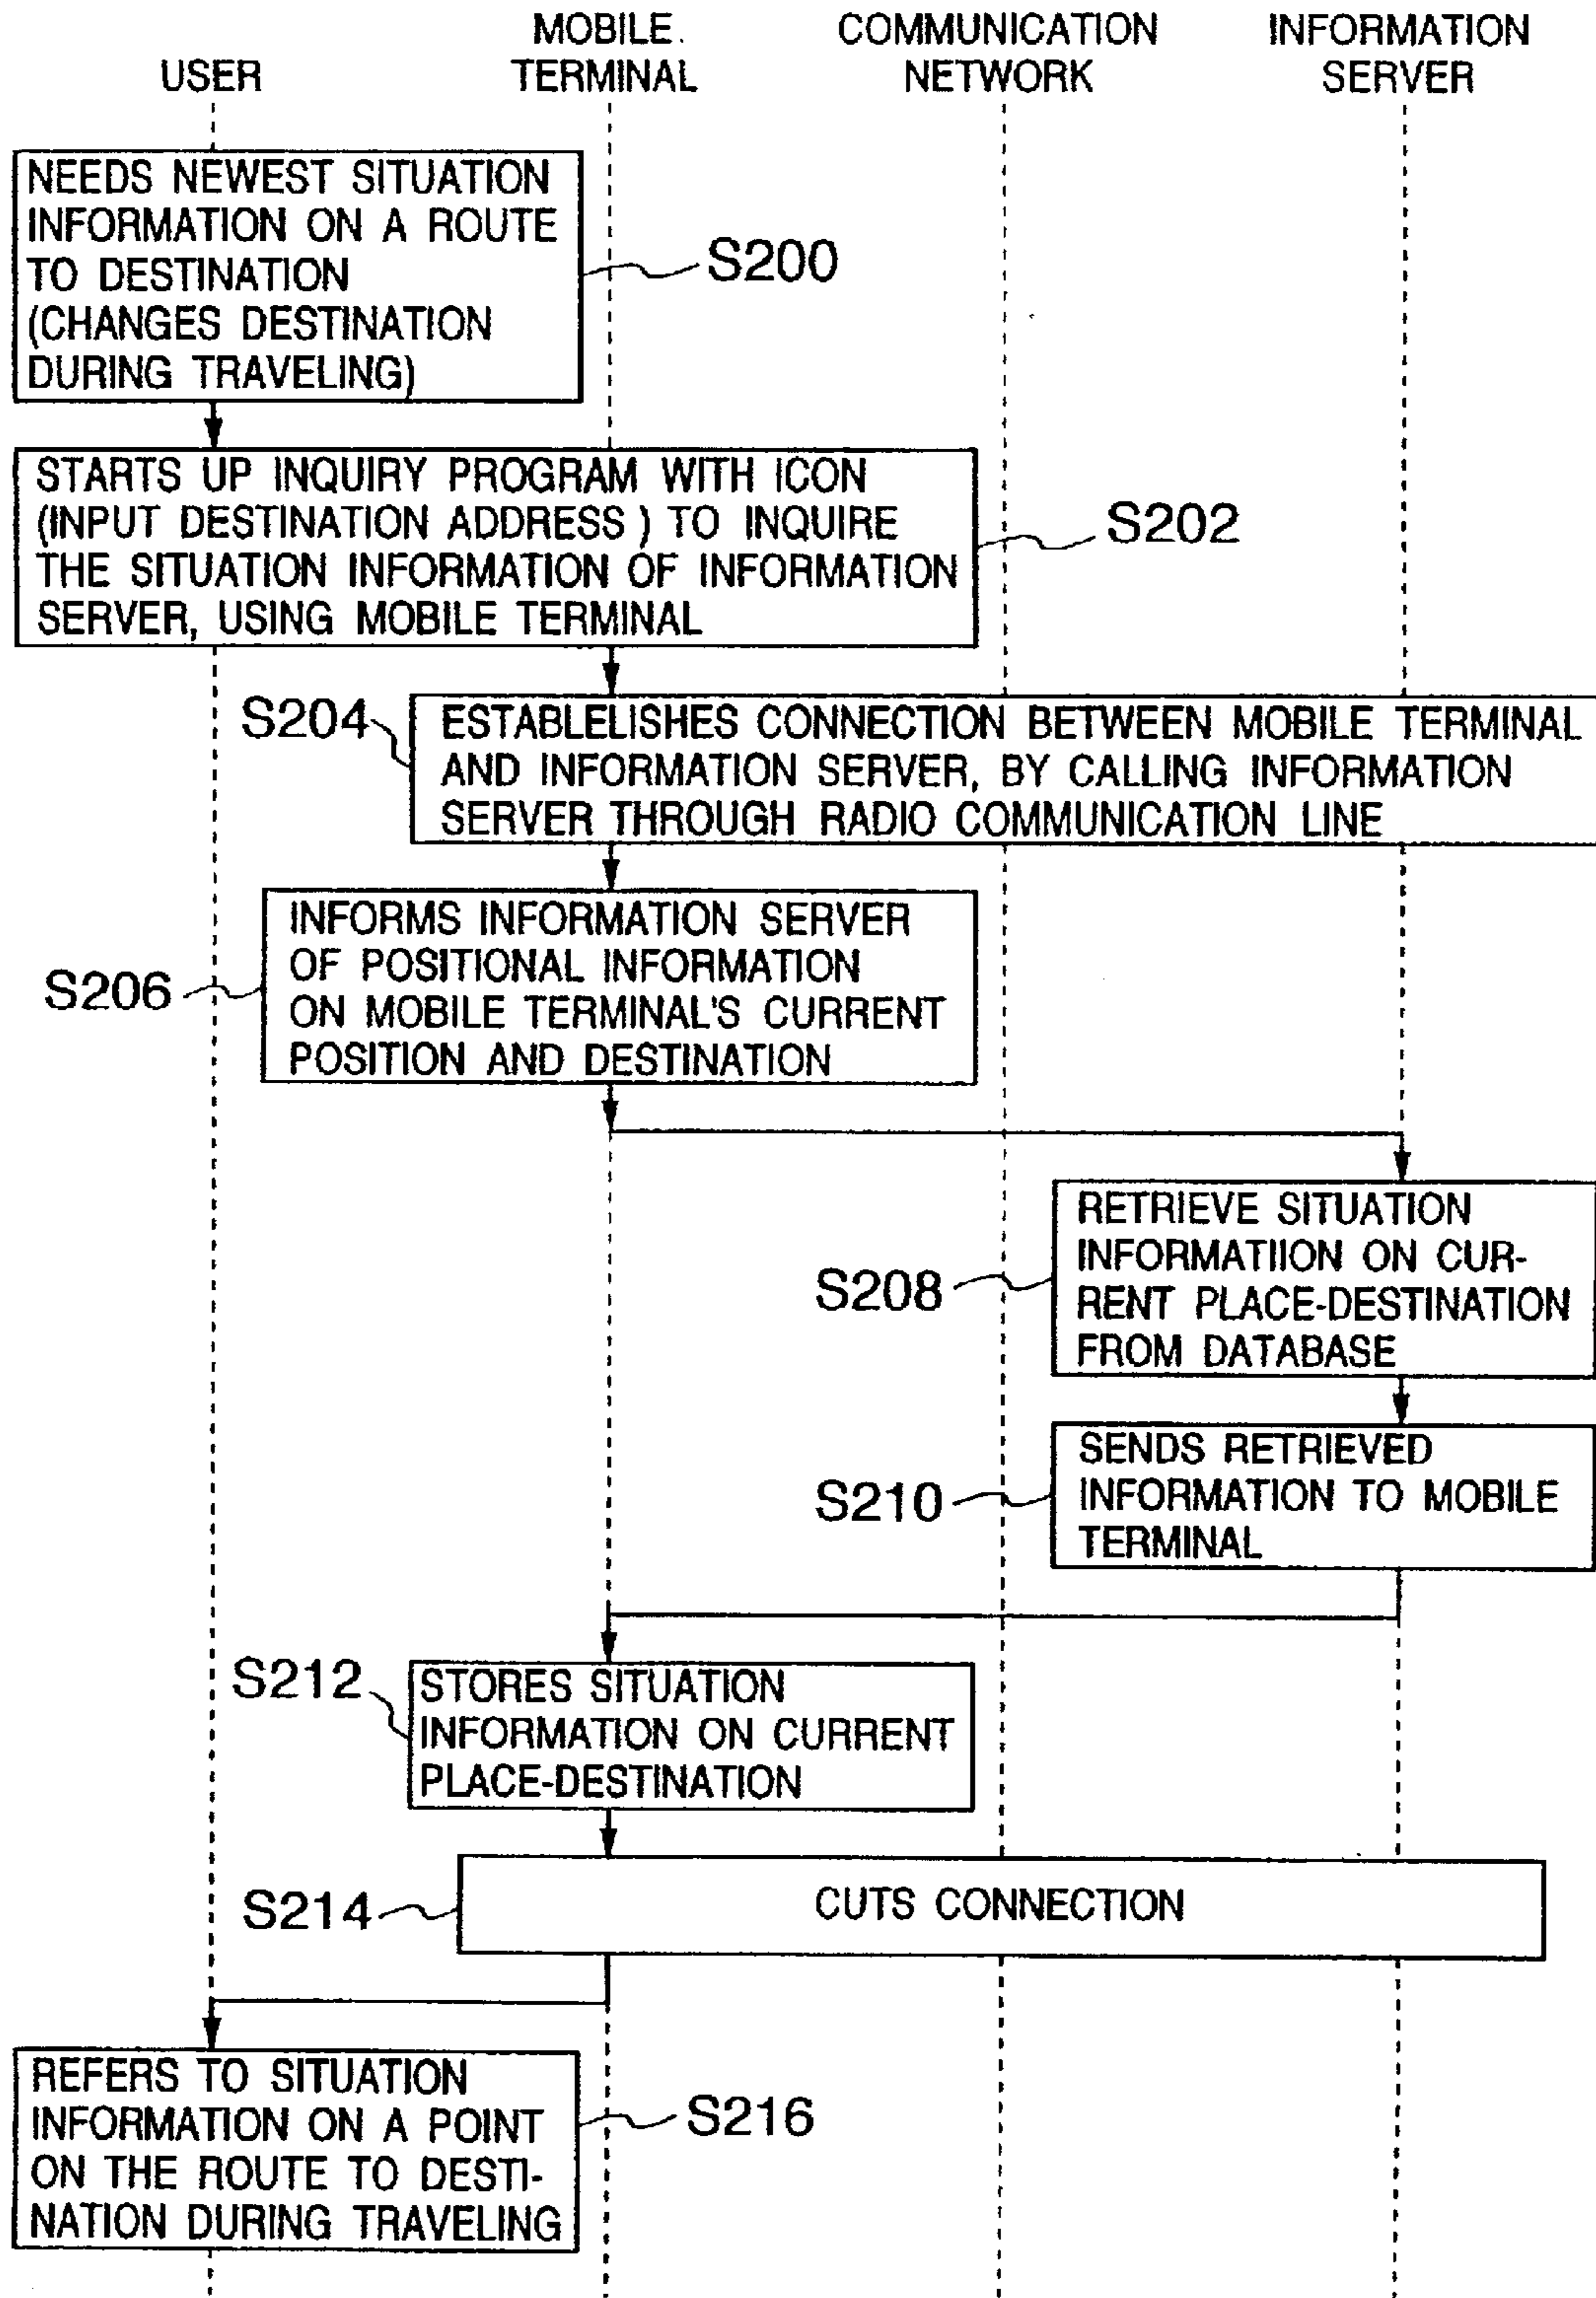 USER
MOBILE.
TERMINAL
COMMUNICATION
NETWORK
INFORMATION
SERVER
NEEDS NEWEST SITUATION
INFORMATION ON A ROUTE
TO DESTINATION
(CHANGES DESTINATION
DURING TRAVELING)
S200
STARTS UP INQUIRY PROGRAM WITH ICON
(INPUT DESTINATION ADDRESS ) TO INQUIRE
THE SITUATION INFORMATION OF INFORMATION
SERVER, USING MOBILE TERMINAL
S202
S204
ESTABLELISHES CONNECTION BETWEEN MOBILE TERMINAL
AND INFORMATION SERVER, BY CALLING INFORMATION
SERVER THROUGH RADIO COMMUNICATION LINE
S206
INFORMS INFORMATION SERVER
OF POSITIONAL INFORMATION
ON MOBILE TERMINAL'S CURRENT
POSITION AND DESTINATION
S208
RETRIEVE SITUATION
INFORMATIION ON CUR-
RENT PLACE-DESTINATION
FROM DATABASE
S210
SENDS RETRIEVED
INFORMATION TO MOBILE
TERMINAL
S212
STORES SITUATION
INFORMATION ON CURRENT
PLACE-DESTINATION
S214
CUTS CONNECTION
REFERS TO SITUATION
INFORMATION ON A POINT
ON THE ROUTE TO DESTI-
NATION DURING TRAVELING
S216